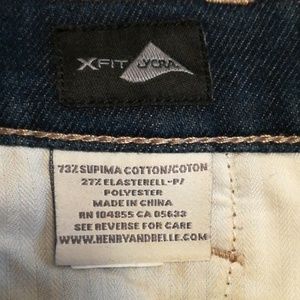 XFIT LYCRA
73% SUPIMA COTTON/COTON
27% ELASTERELL-P/
POLYESTER
MADE IN CHINA
RN 104855 CA 05633
SEE REVERSE FOR CARE
WWW.HENRYANDBELLE.COM